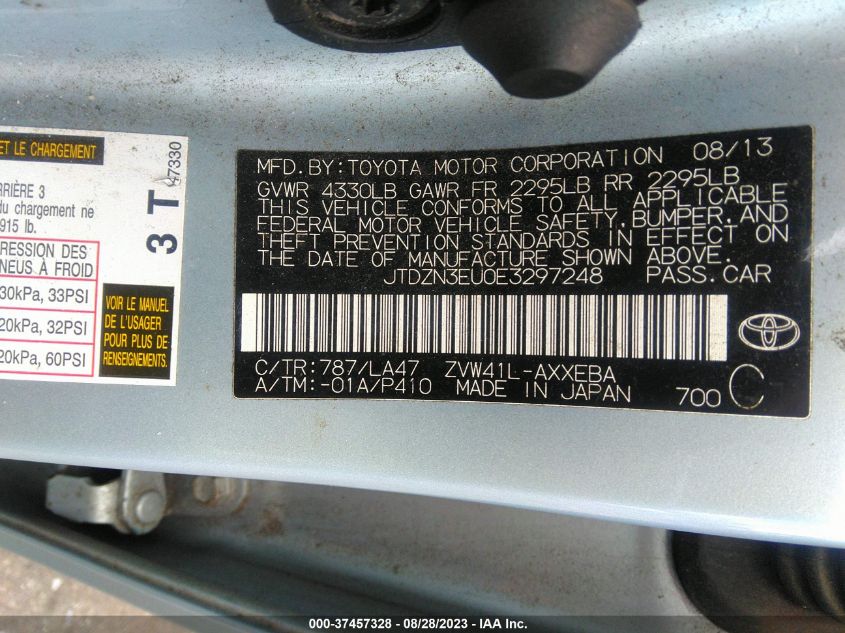 ET LE CHARGEMENT
RRIÈRE 3
du chargement ne
915 lb.
RESSION DES
NEUS À FROID
30kPa, 33PSI
20kPa, 32PSI
20kPa, 60PSI
VOIR LE MANUEL
DE L'USAGER
POUR PLUS DE
RENSEIGNEMENTS.
3 T
47330
MFD. BY: TOYOTA MOTOR CORPORATION 08/13
GVWR 4330LB GAWR FR 2295LB RR 2295LB
THIS VEHICLE CONFORMS TO ALL APPLICABLE
FEDERAL MOTOR VEHICLE SAFETY, BUMPER, AND
THEFT PREVENTION STANDARDS IN EFFECT ON
THE DATE OF MANUFACTURE SHOWN ABOVE.
JTDZN3EU0E3297248 PASS. CAR
C/TR: 787/LA47 ZVW41L-AXXEBA
A/TM: -01A/P410 MADE IN JAPAN 700 C
000-37457328 | 08/28/2023 | IAA Inc.